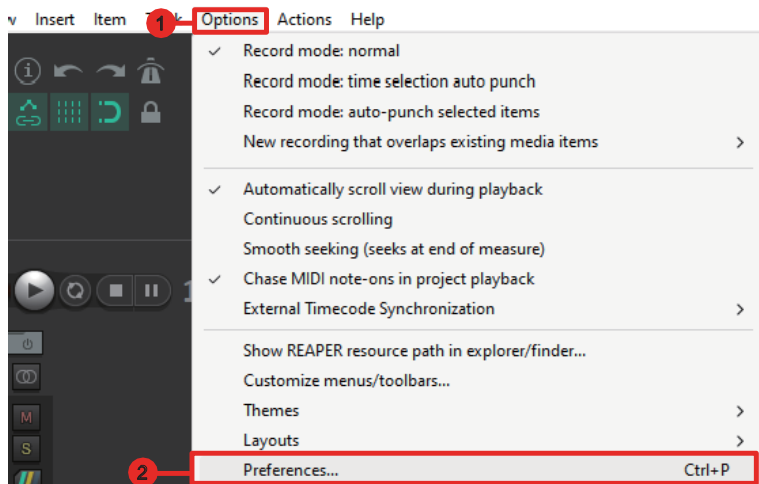 Insert Item Options Actions Help
1
Record mode: normal
Record mode: time selection auto punch
Record mode: auto-punch selected items
New recording that overlaps existing media items
Automatically scroll view during playback
Continuous scrolling
Smooth seeking (seeks at end of measure)
Chase MIDI note-ons in project playback
External Timecode Synchronization
Show REAPER resource path in explorer/finder...
Customize menus/toolbars...
Themes
M
Layouts
S
2
Preferences... Ctrl+P